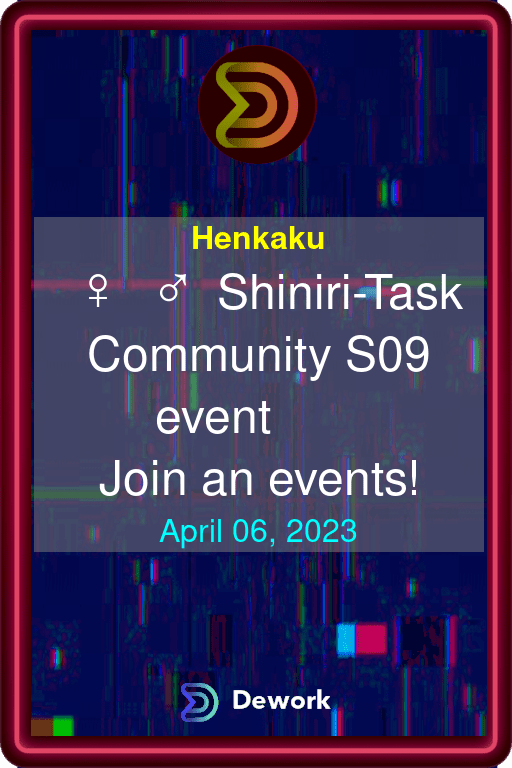 Henkaku
♀ ♂ Shiniri-Task
Community S09
event
Join an events!
April 06, 2023
Dework